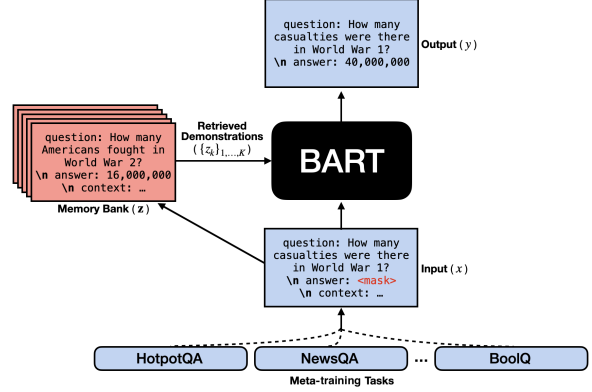 question: How many
casualties were there
in World War 1?
\n answer: 40,000,000
Output (y)
question: How many
Americans fought in
World War 2?
\n answer: 16,000,000
\n context: …
Memory Bank (z)
Retrieved
Demonstrations
({z_k}_{1,…,K})
BART
question: How many
casualties were there
in World War 1?
\n answer: <mask>
\n context: …
Input (x)
HotpotQA
NewsQA
…
BoolQ
Meta-training Tasks